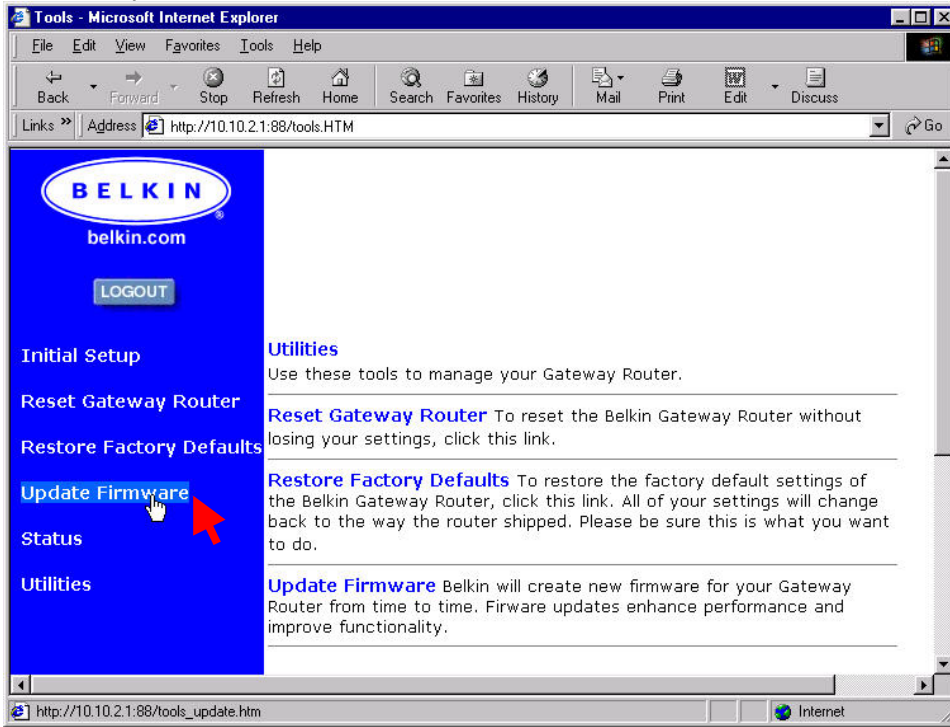 Tools - Microsoft Internet Explorer
File Edit View Favorites Tools Help
Back Forward Stop Refresh Home Search Favorites History Mail Print Edit Discuss
Links » Address http://10.10.2.1:88/tools.HTM Go
BELKIN®
belkin.com
LOGOUT
Initial Setup
Reset Gateway Router
Restore Factory Defaults
Update Firmware
Status
Utilities
Utilities
Use these tools to manage your Gateway Router.
Reset Gateway Router To reset the Belkin Gateway Router without
losing your settings, click this link.
Restore Factory Defaults To restore the factory default settings of
the Belkin Gateway Router, click this link. All of your settings will change
back to the way the router shipped. Please be sure this is what you want
to do.
Update Firmware Belkin will create new firmware for your Gateway
Router from time to time. Firware updates enhance performance and
improve functionality.
http://10.10.2.1:88/tools_update.htm Internet